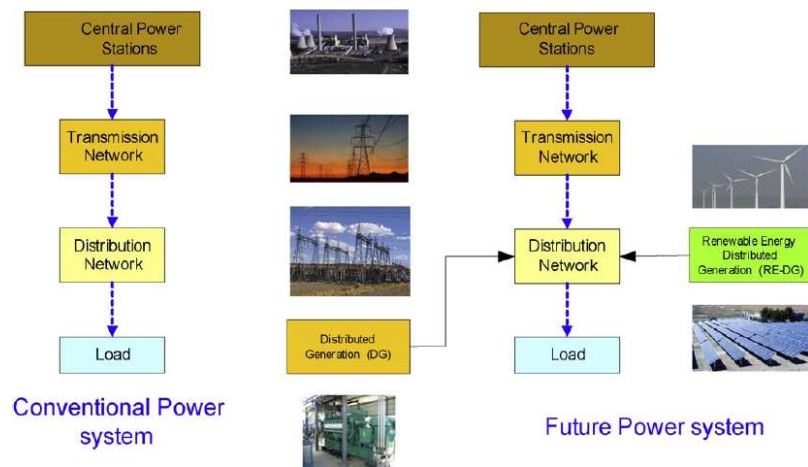 Central Power
Stations
Transmission
Network
Distribution
Network
Load
Conventional Power
system
Distributed
Generation (DG)
Central Power
Stations
Transmission
Network
Distribution
Network
Load
Future Power system
Renewable Energy
Distributed
Generation (RE-DG)